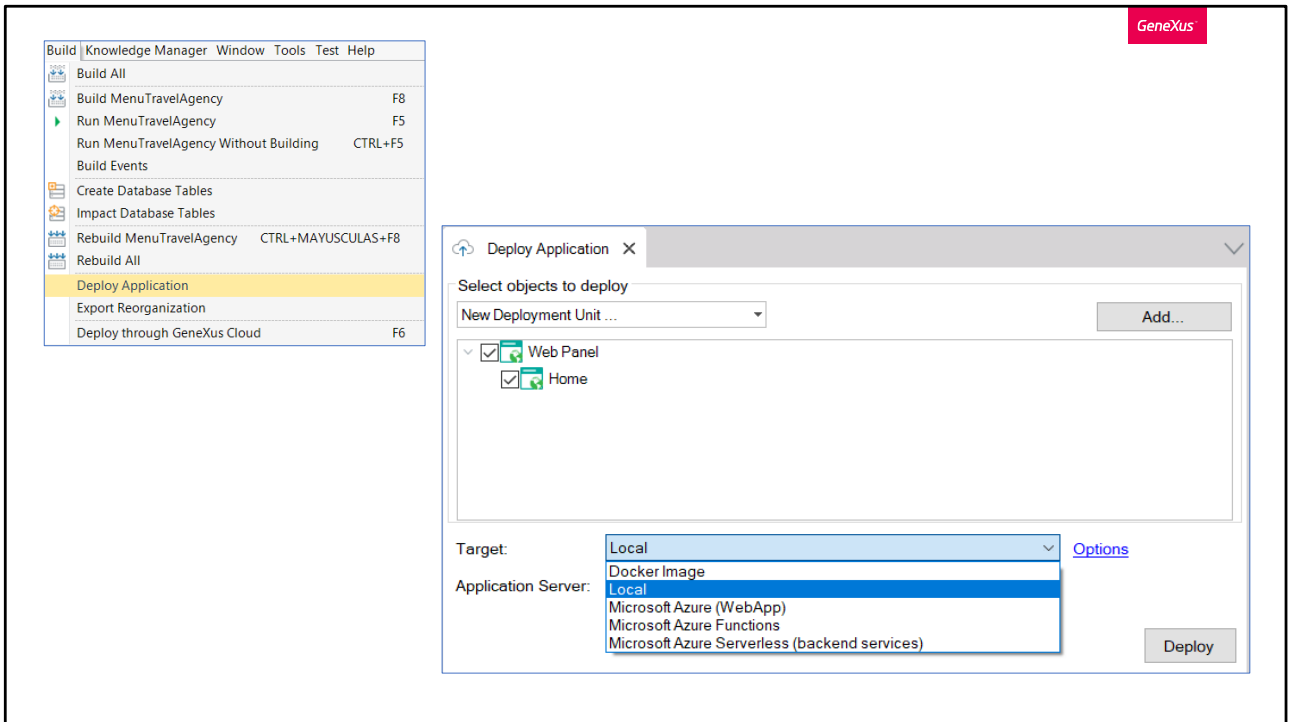 GeneXus
Build Knowledge Manager Window Tools Test Help
Build All
Build MenuTravelAgency F8
Run MenuTravelAgency F5
Run MenuTravelAgency Without Building CTRL+F5
Build Events
Create Database Tables
Impact Database Tables
Rebuild MenuTravelAgency CTRL+MAYUSCULAS+F8
Rebuild All
Deploy Application
Export Reorganization
Deploy through GeneXus Cloud F6
Deploy Application
Select objects to deploy
New Deployment Unit ... Add...
Web Panel
Home
Target: Local Options
Docker Image
Application Server: Local
Microsoft Azure (WebApp)
Microsoft Azure Functions
Microsoft Azure Serverless (backend services)
Deploy